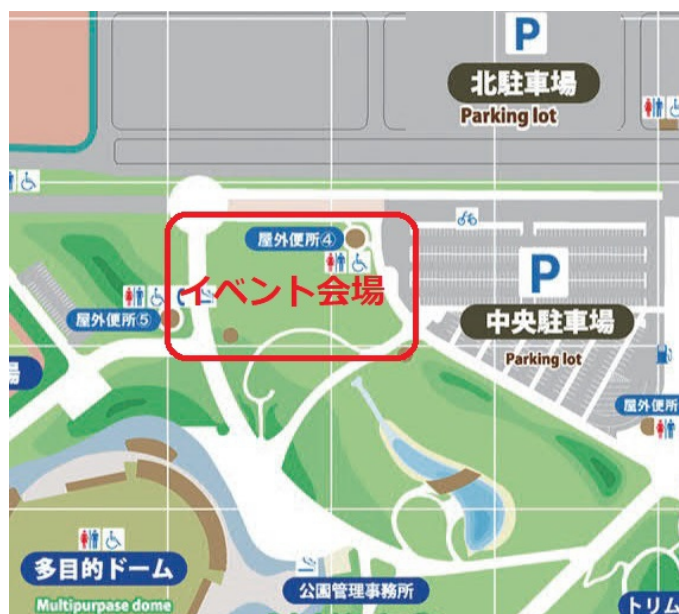 P
北駐車場
Parking lot
屋外便所④
イベント会場
P
屋外便所⑤
中央駐車場
Parking lot
場
屋外便所
多目的ドーム
Multipurpase dome
公園管理事務所
トリム